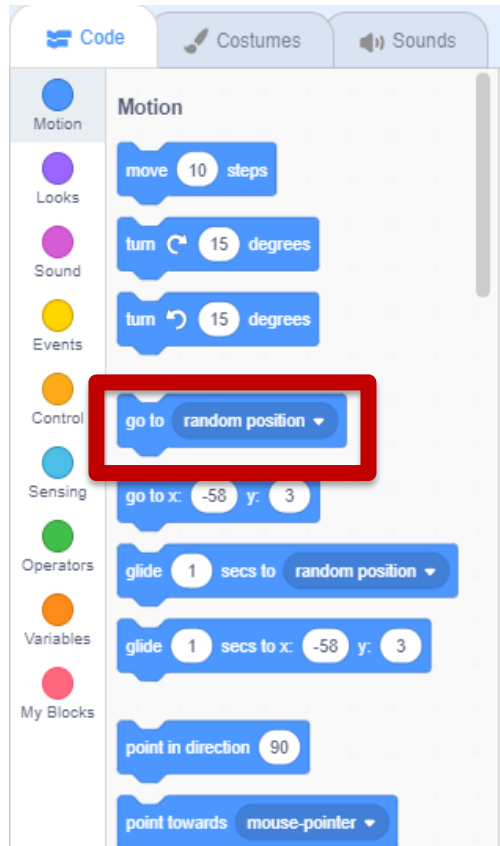 Code Costumes Sounds
Motion
Looks
Sound
Events
Control
Sensing
Operators
Variables
My Blocks
Motion
move 10 steps
turn 15 degrees
turn 15 degrees
go to random position
go to x: -58 y: 3
glide 1 secs to random position
glide 1 secs to x: -58 y: 3
point in direction 90
point towards mouse-pointer